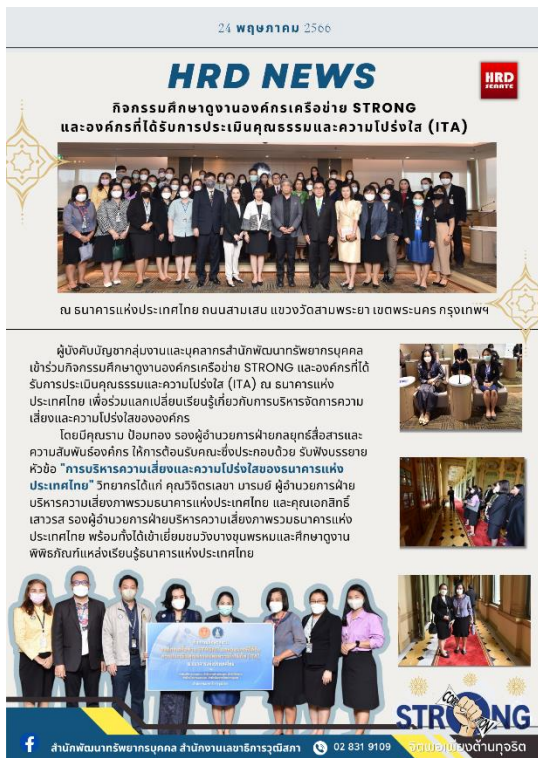 24 พฤษภาคม 2566
HRD NEWS
HRD
SENATE
กิจกรรมศึกษาดูงานองค์กรเครือข่าย STRONG
และองค์กรที่ได้รับการประเมินคุณธรรมและความโปร่งใส (ITA)
ณ ธนาคารแห่งประเทศไทย ถนนสามเสน แขวงวัดสามพระยา เขตพระนคร กรุงเทพฯ
ผู้บังคับบัญชากลุ่มงานและบุคลากรสำนักพัฒนาทรัพยากรบุคคล
เข้าร่วมกิจกรรมศึกษาดูงานองค์กรเครือข่าย STRONG และองค์กรที่ได้
รับการประเมินคุณธรรมและความโปร่งใส (ITA) ณ ธนาคารแห่ง
ประเทศไทย เพื่อร่วมแลกเปลี่ยนเรียนรู้เกี่ยวกับการบริหารจัดการความ
เสี่ยงและความโปร่งใสขององค์กร
โดยมีคุณราม ป้อมทอง รองผู้อำนวยการฝ่ายกลยุทธ์สื่อสารและ
ความสัมพันธ์องค์กร ให้การต้อนรับคณะซึ่งประกอบด้วย รับฟังบรรยาย
หัวข้อ "การบริหารความเสี่ยงและความโปร่งใสของธนาคารแห่ง
ประเทศไทย" วิทยากรได้แก่ คุณวิจิตรเลขา มารมย์ ผู้อำนวยการฝ่าย
บริหารความเสี่ยงภาพรวมธนาคารแห่งประเทศไทย และคุณเอกสิทธิ์
เสาวรส รองผู้อำนวยการฝ่ายบริหารความเสี่ยงภาพรวมธนาคารแห่ง
ประเทศไทย พร้อมทั้งได้เข้าเยี่ยมชมวังบางขุนพรหมและศึกษาดูงาน
พิพิธภัณฑ์แหล่งเรียนรู้ธนาคารแห่งประเทศไทย
STRONG
สำนักพัฒนาทรัพยากรบุคคล สำนักงานเลขาธิการวุฒิสภา
02 831 9109
จิตพอเพียงต้านทุจริต